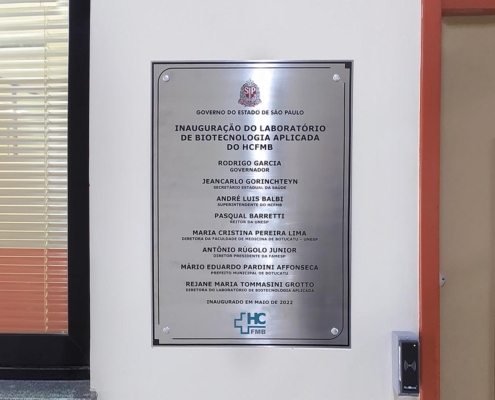 SP
GOVERNO DO ESTADO DE SÃO PAULO
INAUGURAÇÃO DO LABORATÓRIO
DE BIOTECNOLOGIA APLICADA
DO HCFMB
RODRIGO GARCIA
GOVERNADOR
JEANCARLO GORINCHTEYN
SECRETÁRIO ESTADUAL DA SAÚDE
ANDRÉ LUIS BALBI
SUPERINTENDENTE DO HCFMB
PASQUAL BARRETTI
REITOR DA UNESP
MARIA CRISTINA PEREIRA LIMA
DIRETORA DA FACULDADE DE MEDICINA DE BOTUCATU - UNESP
ANTÔNIO RÚGOLO JUNIOR
DIRETOR PRESIDENTE DA FAMESP
MÁRIO EDUARDO PARDINI AFFONSECA
PREFEITO MUNICIPAL DE BOTUCATU
REJANE MARIA TOMMASINI GROTTO
DIRETORA DO LABORATÓRIO DE BIOTECNOLOGIA APLICADA
INAUGURADO EM MAIO DE 2022
HC
FMB